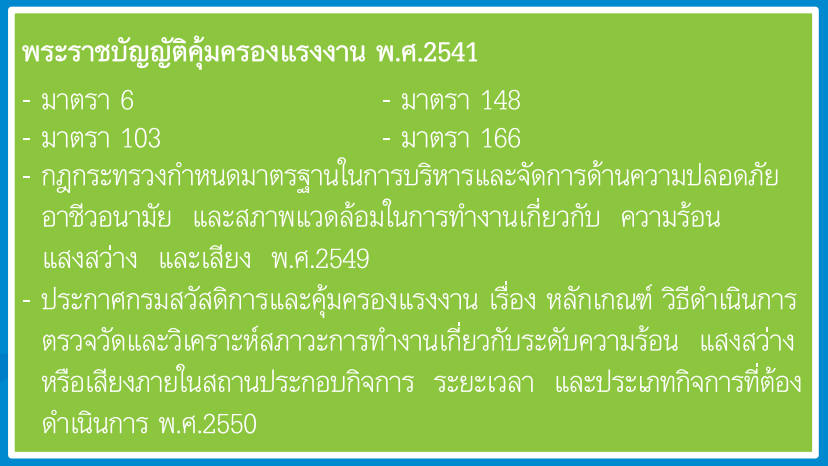 พระราชบัญญัติคุ้มครองแรงงาน พ.ศ.2541
- มาตรา 6 - มาตรา 148
- มาตรา 103 - มาตรา 166
- กฎกระทรวงกำหนดมาตรฐานในการบริหารและจัดการด้านความปลอดภัย
อาชีวอนามัย และสภาพแวดล้อมในการทำงานเกี่ยวกับ ความร้อน
แสงสว่าง และเสียง พ.ศ.2549
- ประกาศกรมสวัสดิการและคุ้มครองแรงงาน เรื่อง หลักเกณฑ์ วิธีดำเนินการ
ตรวจวัดและวิเคราะห์สภาวะการทำงานเกี่ยวกับระดับความร้อน แสงสว่าง
หรือเสียงภายในสถานประกอบกิจการ ระยะเวลา และประเภทกิจการที่ต้อง
ดำเนินการ พ.ศ.2550